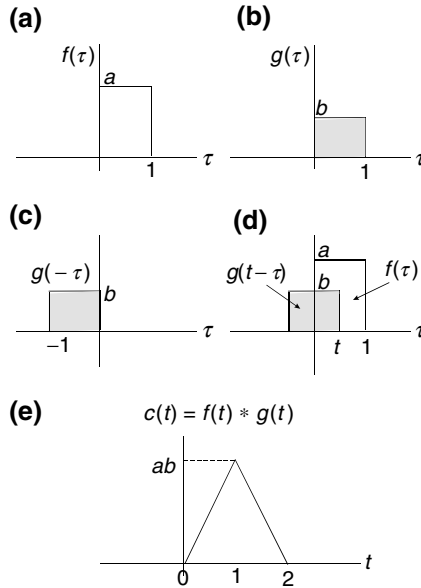 (a)
f(τ)
a
1 τ
(b)
g(τ)
b
1 τ
(c)
g(−τ)
b
−1 τ
(d)
a
g(t−τ) b f(τ)
t 1 τ
(e)
c(t) = f(t) * g(t)
ab
0 1 2 t